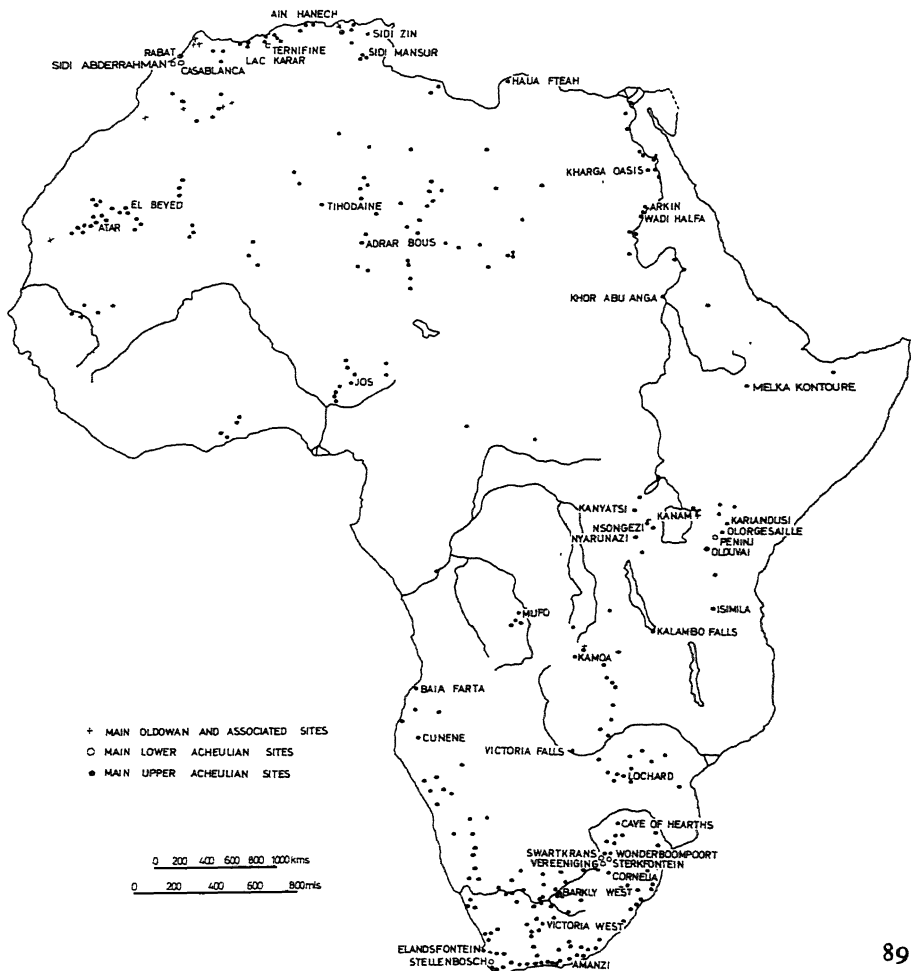 AIN HANECH
SIDI ZIN
TERNIFINE
RABAT
SIDI MANSUR
SIDI ABDERRAHMAN
LAC KARAR
CASABLANCA
HAUA FTEAH
KHARGA OASIS
EL BEYED
TIHODAINE
ARKIN
WADI HALFA
ATAR
ADRAR BOUS
KHOR ABU ANGA
JOS
MELKA KONTOURE
KANYATSI
KANAM
KARIANDUSI
NSONGEZI
OLORGESAILLE
NYARUNAZI
PENINJ
OLDUVAI
ISIMILA
MUFO
KALAMBO FALLS
KAMOA
BAIA FARTA
+ MAIN OLDOWAN AND ASSOCIATED SITES
CUNENE
VICTORIA FALLS
○ MAIN LOWER ACHEULIAN SITES
● MAIN UPPER ACHEULIAN SITES
LOCHARD
CAVE OF HEARTHS
SWARTKRANS
WONDERBOOMPOORT
VEREENIGING
STERKFONTEIN
0 200 400 600 800 1000kms
CORNELIA
0 200 400 600 800mls
BARKLY WEST
VICTORIA WEST
ELANDSFONTEIN
STELLENBOSCH
AMANZI
89